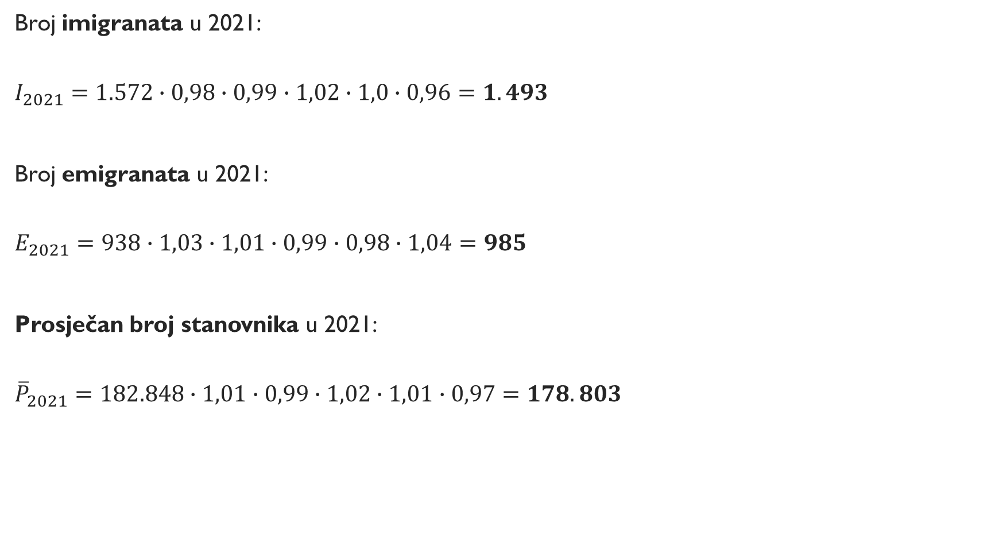 Broj imigranata u 2021:
I₂₀₂₁ = 1.572 · 0,98 · 0,99 · 1,02 · 1,0 · 0,96 = 1.493
Broj emigranata u 2021:
E₂₀₂₁ = 938 · 1,03 · 1,01 · 0,99 · 0,98 · 1,04 = 985
Prosječan broj stanovnika u 2021:
P̅₂₀₂₁ = 182.848 · 1,01 · 0,99 · 1,02 · 1,01 · 0,97 = 178.803